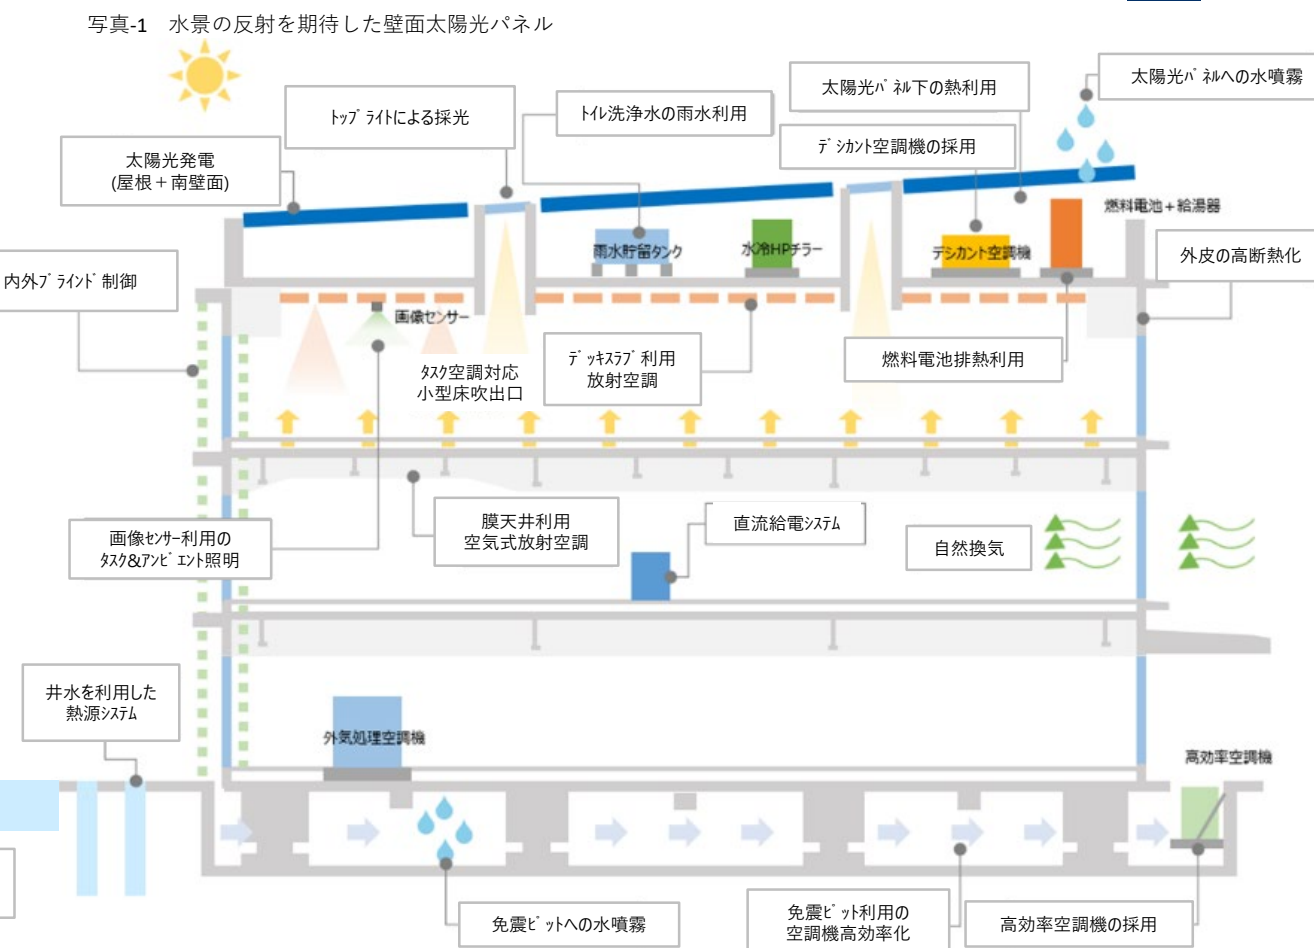 写真-1　水景の反射を期待した壁面太陽光パネル
太陽光ﾊﾟﾈﾙへの水噴霧
太陽光ﾊﾟﾈﾙ下の熱利用
ﾄｯﾌﾟﾗｲﾄによる採光
ﾄｲﾚ洗浄水の雨水利用
ﾃﾞｼｶﾝﾄ空調機の採用
太陽光発電
(屋根＋南壁面)
燃料電池＋給湯器
雨水貯留タンク
水冷HPチラー
デシカント空調機
外皮の高断熱化
内外ﾌﾞﾗｲﾝﾄﾞ制御
画像センサー
ﾀｽｸ空調対応
小型床吹出口
ﾃﾞｯｷｽﾗﾌﾞ利用
放射空調
燃料電池排熱利用
画像ｾﾝｻｰ利用の
ﾀｽｸ&ｱﾝﾋﾞｴﾝﾄ照明
膜天井利用
空気式放射空調
直流給電ｼｽﾃﾑ
自然換気
井水を利用した
熱源ｼｽﾃﾑ
外気処理空調機
高効率空調機
免震ﾋﾟｯﾄへの水噴霧
免震ﾋﾟｯﾄ利用の
空調機高効率化
高効率空調機の採用